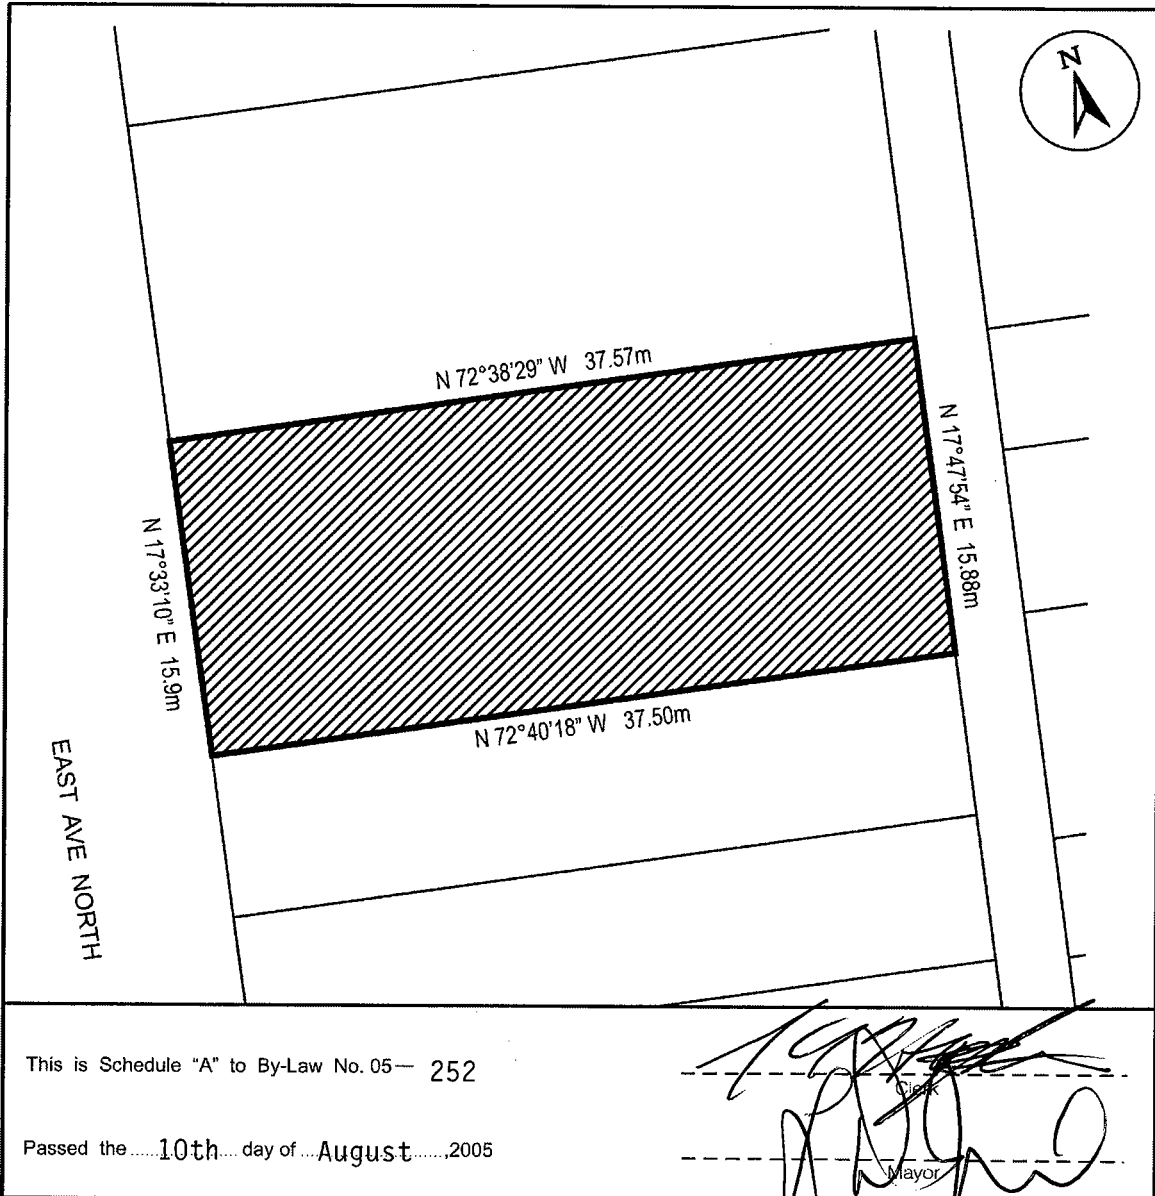 N
N 72°38'29" W 37.57m
N 17°47'54" E 15.88m
N 17°33'10" E 15.9m
N 72°40'18" W 37.50m
EAST AVE NORTH
This is Schedule "A" to By-Law No. 05— 252
Clerk
Passed the ......10th.... day of ...August......,2005
Mayor